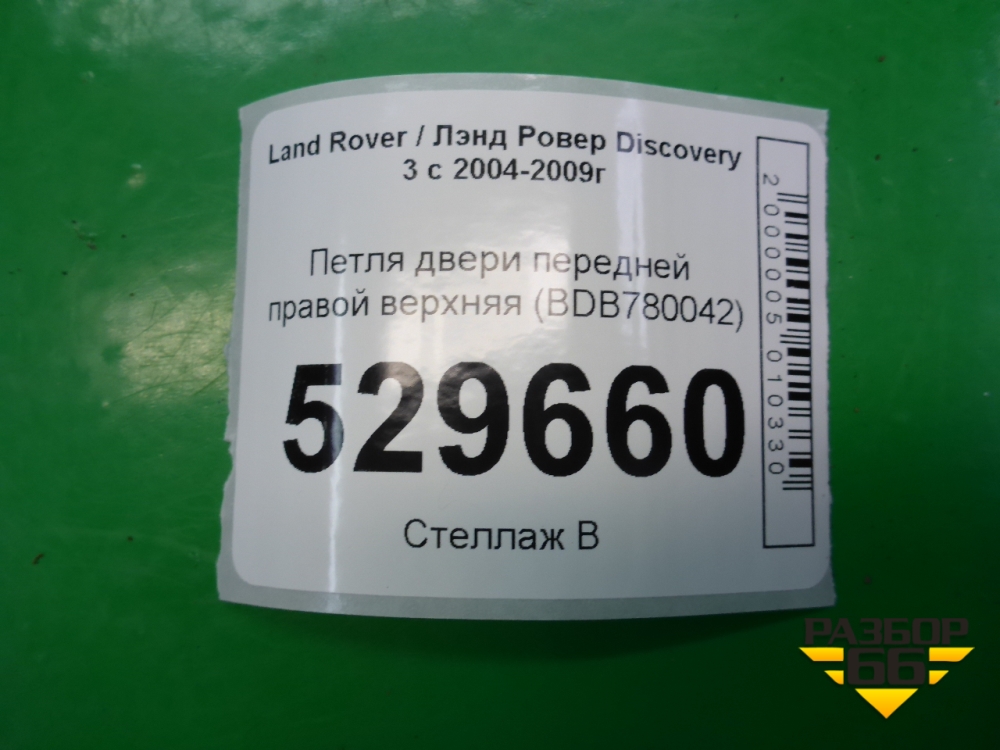 Land Rover / Лэнд Ровер Discovery
3 с 2004-2009г
Петля двери передней
правой верхняя (BDB780042)
529660
Стеллаж В
2000005010330
РАЗБОР
66